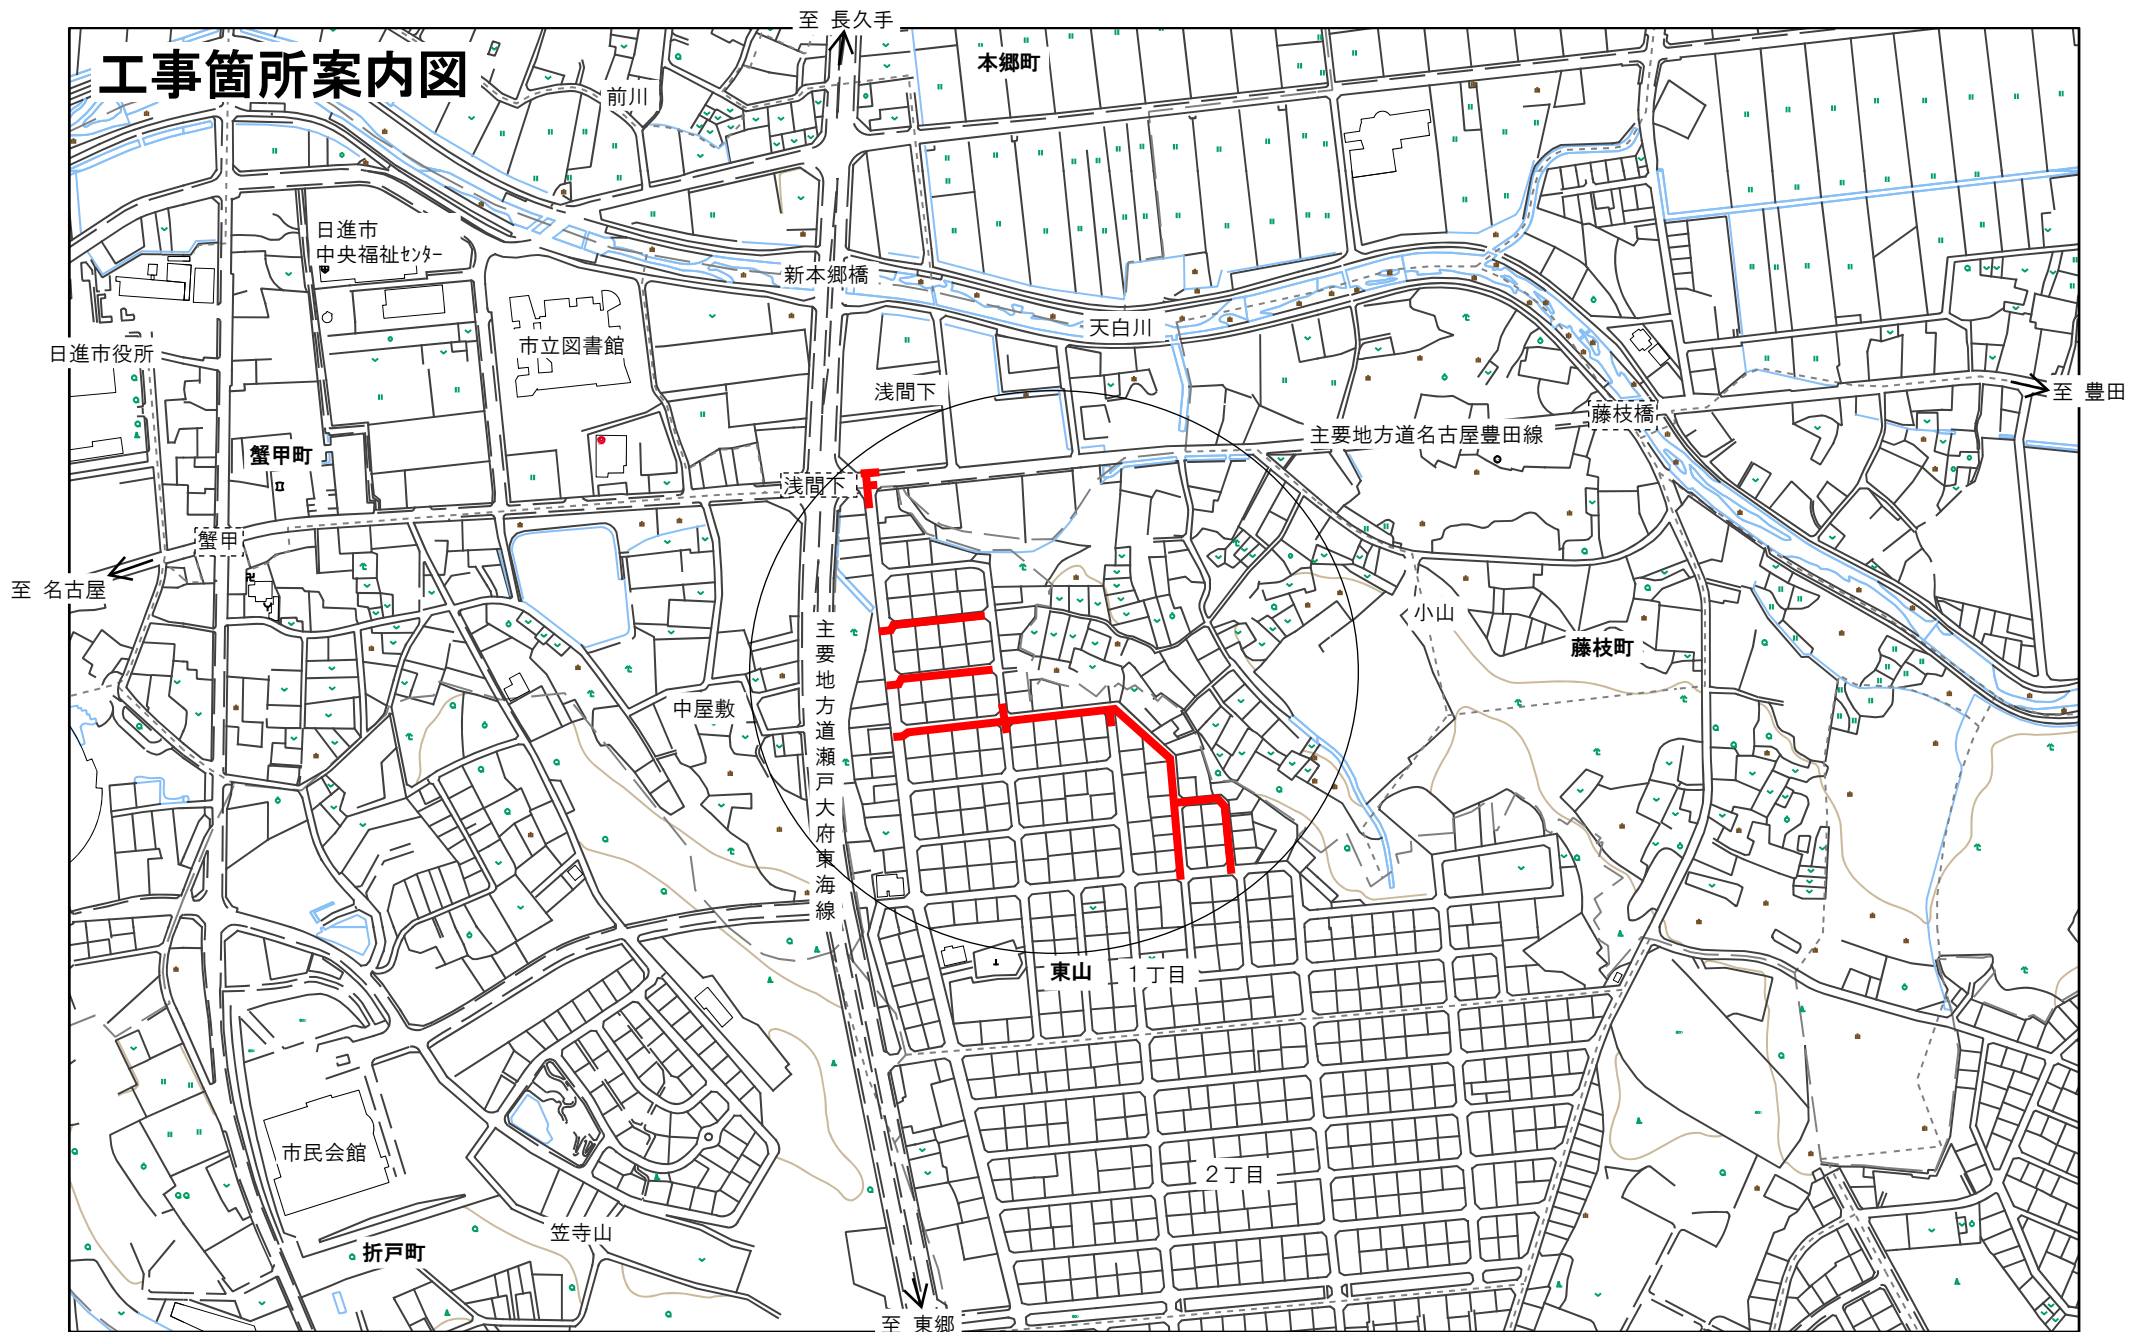 至 長久手
工事箇所案内図
本郷町
前川
日進市
中央福祉ｾﾝﾀｰ
新本郷橋
天白川
日進市役所
市立図書館
浅間下
至 豊田
藤枝橋
主要地方道名古屋豊田線
蟹甲町
浅間下
蟹甲
至 名古屋
小山
主要地方道瀬戸大府東海線
藤枝町
中屋敷
東山 １丁目
市民会館
２丁目
笠寺山
折戸町
至 東郷